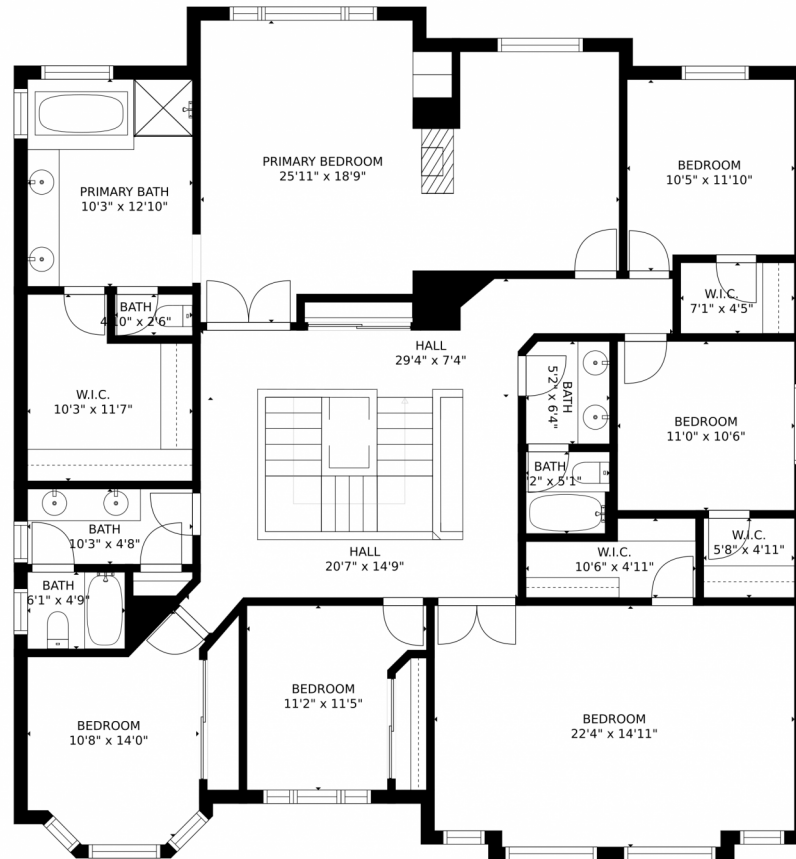 PRIMARY BEDROOM
25'11" x 18'9"
BEDROOM
10'5" x 11'10"
PRIMARY BATH
10'3" x 12'10"
BATH
4'10" x 2'6"
W.I.C.
7'1" x 4'5"
HALL
29'4" x 7'4"
W.I.C.
10'3" x 11'7"
BATH
5'2" x 6'4"
BEDROOM
11'0" x 10'6"
BATH
'2" x 5'1"
BATH
10'3" x 4'8"
HALL
20'7" x 14'9"
W.I.C.
10'6" x 4'11"
W.I.C.
5'8" x 4'11"
BATH
6'1" x 4'9"
BEDROOM
11'2" x 11'5"
BEDROOM
10'8" x 14'0"
BEDROOM
22'4" x 14'11"